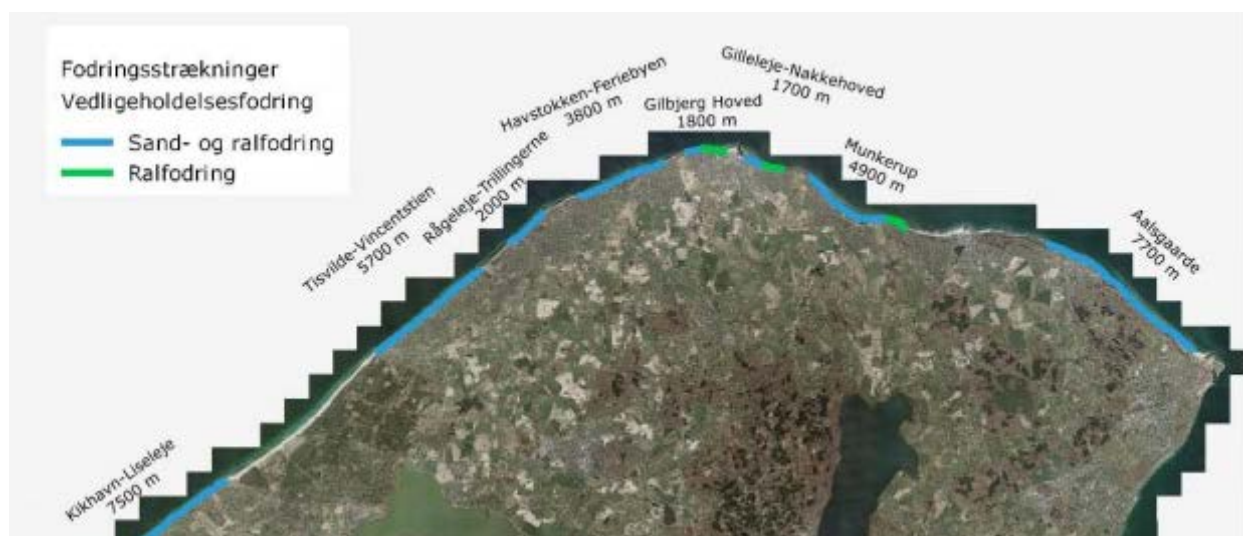 Fodringsstrækninger
Vedligeholdelsesfodring
Sand- og ralfodring
Ralfodring
Kikhavn-Liseleje
7500 m
Tisvilde-Vincentstien
5700 m
Rågeleje-Trillingerne
2000 m
Havstokken-Feriebyen
3800 m
Gilbjerg Hoved
1800 m
Gilleleje-Nakkehoved
1700 m
Munkerup
4900 m
Aalsgaarde
7700 m